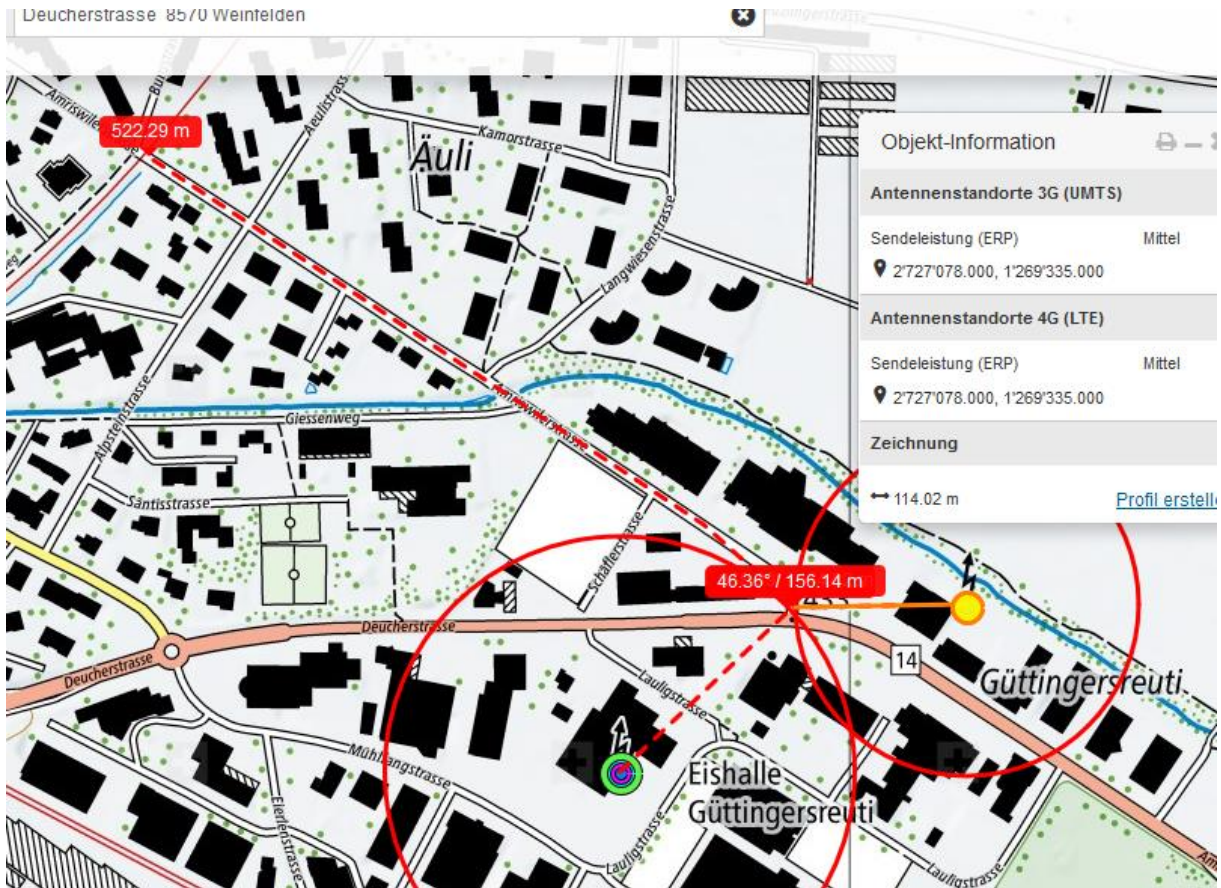 Deucherstrasse 8570 Weinfelden
522.29 m
Äuli
Kamorstrasse
Aeulistrasse
Langwiesenstrasse
Objekt-Information
Antennenstandorte 3G (UMTS)
Sendeleistung (ERP) Mittel
2'727'078.000, 1'269'335.000
Antennenstandorte 4G (LTE)
Sendeleistung (ERP) Mittel
2'727'078.000, 1'269'335.000
Zeichnung
114.02 m Profil erstelle
Amriswilerstrasse
Giessenweg
Alpsteinstrasse
Säntisstrasse
Schäflerstrasse
46.36° / 156.14 m
Deucherstrasse
Deucherstrasse
14
Güttingersreuti
Lauligstrasse
Mühlfangstrasse
Eishalle
Güttingersreuti
Eierlenstrasse
Lauligstrasse
Lauligstrasse